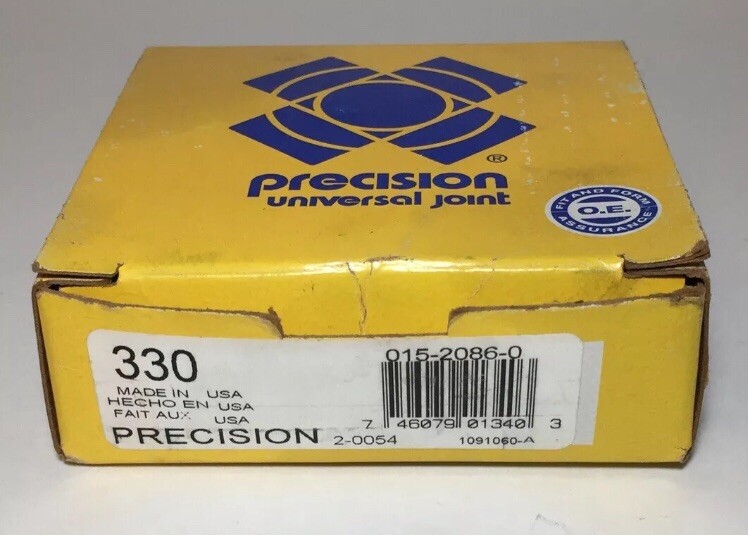 ®
precision
universal joint
FIT AND FORM
O.E.
ASSURANCE
330
015-2086-0
MADE IN USA
HECHO EN USA
FAIT AUX USA
7 46079 01340 3
PRECISION 2-0054 1091060-A